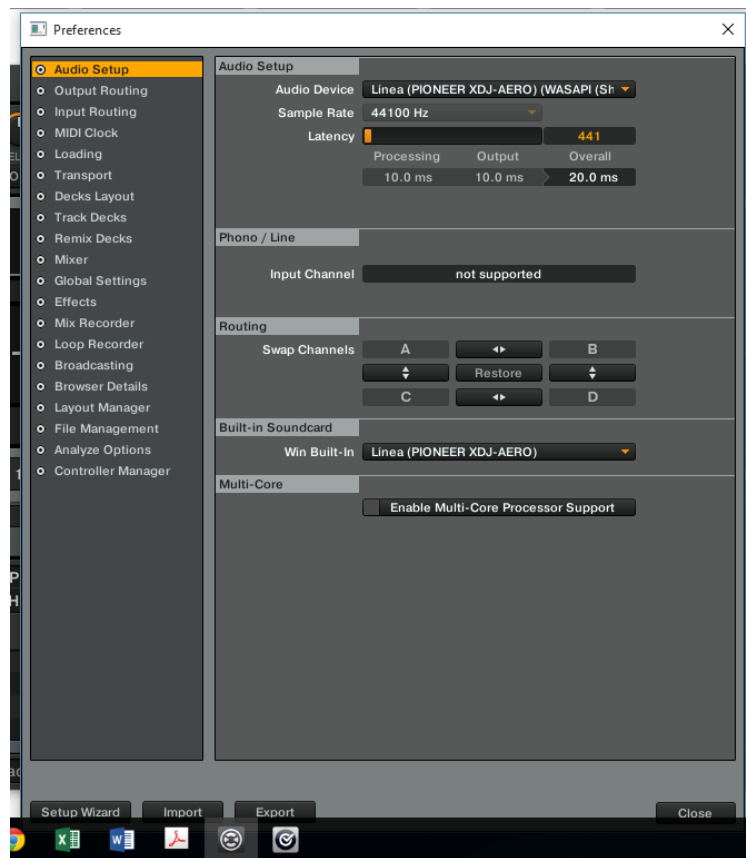 Preferences
Audio Setup
Output Routing
Input Routing
MIDI Clock
Loading
Transport
Decks Layout
Track Decks
Remix Decks
Mixer
Global Settings
Effects
Mix Recorder
Loop Recorder
Broadcasting
Browser Details
Layout Manager
File Management
Analyze Options
Controller Manager
Audio Setup
Audio Device Linea (PIONEER XDJ-AERO) (WASAPI (Sh
Sample Rate 44100 Hz
Latency 441
Processing Output Overall
10.0 ms 10.0 ms 20.0 ms
Phono / Line
Input Channel not supported
Routing
Swap Channels A B
Restore
C D
Built-in Soundcard
Win Built-In Linea (PIONEER XDJ-AERO)
Multi-Core
Enable Multi-Core Processor Support
Setup Wizard Import Export Close